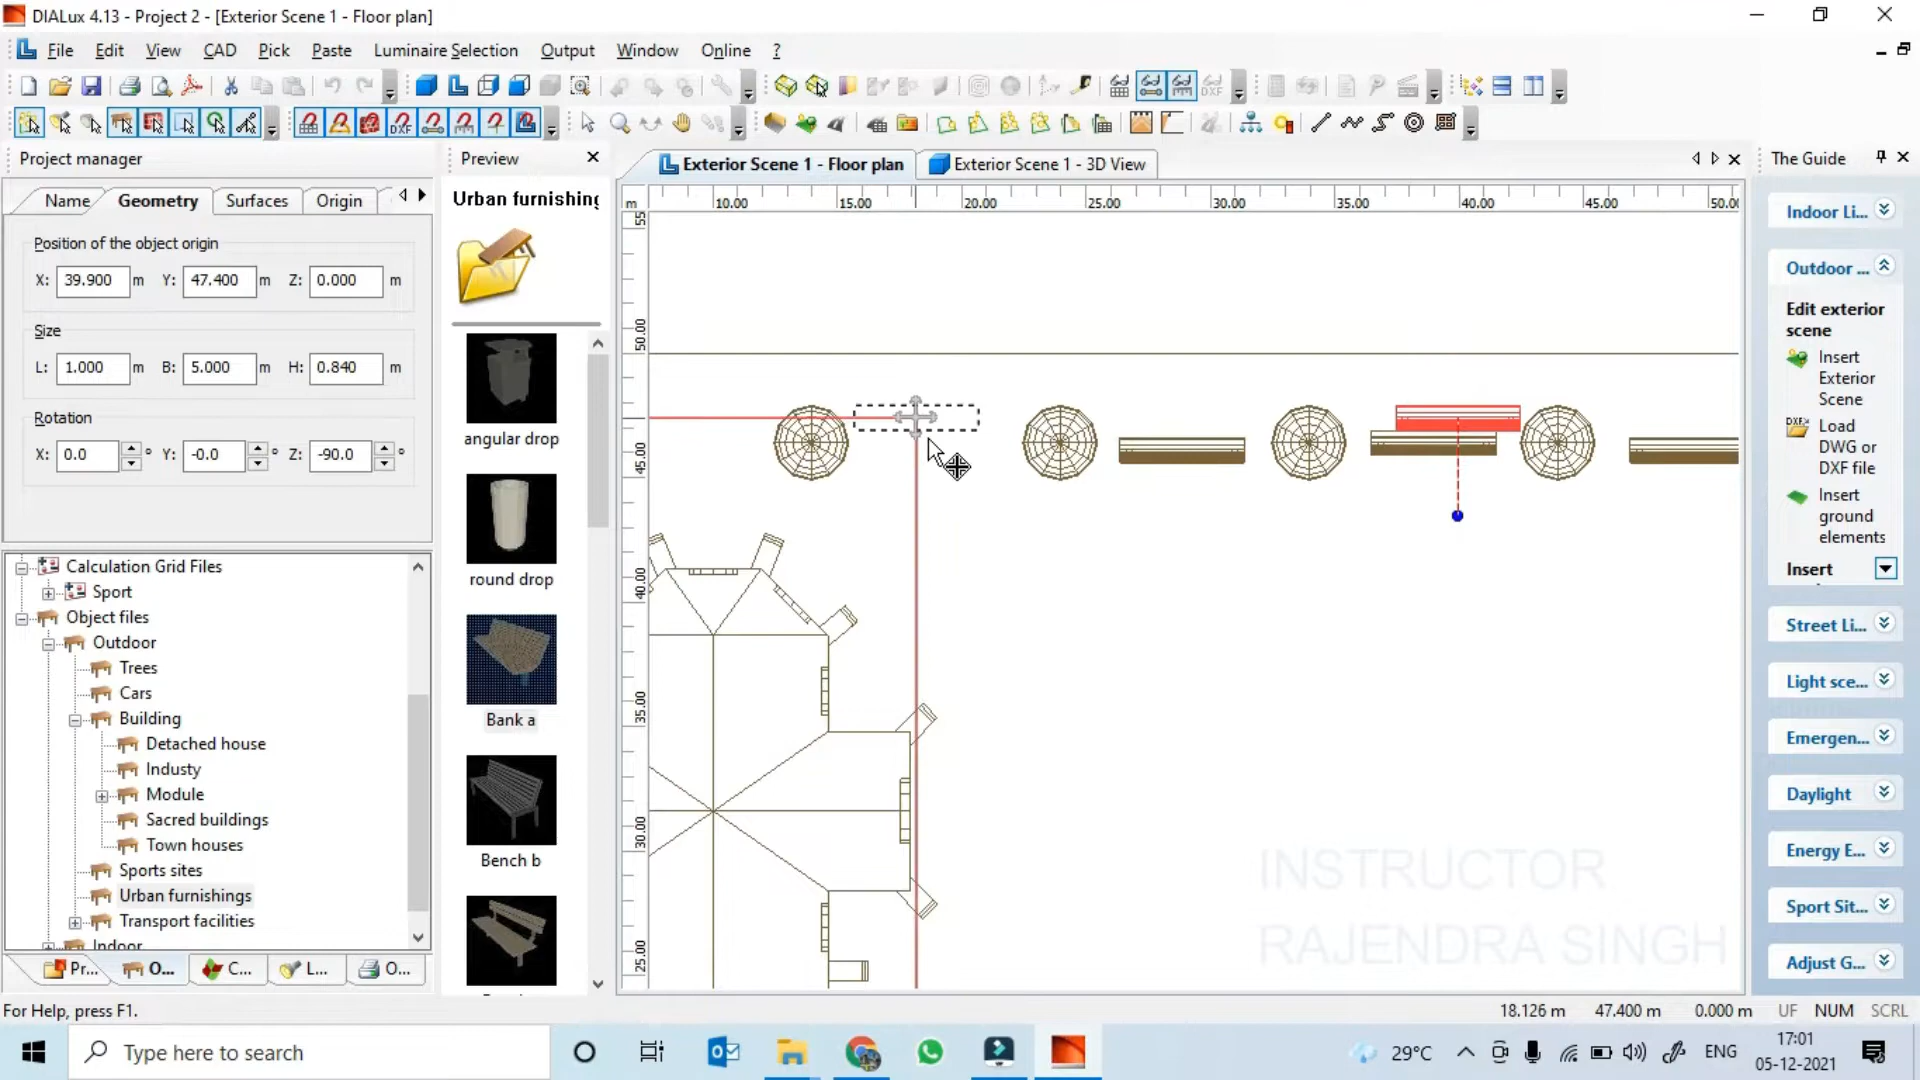 DIALux 4.13 - Project 2 - [Exterior Scene 1 - Floor plan]
File Edit View CAD Pick Paste Luminaire Selection Output Window Online ?
Project manager
Name Geometry Surfaces Origin
Position of the object origin
X: 39.900 m Y: 47.400 m Z: 0.000 m
Size
L: 1.000 m B: 5.000 m H: 0.840 m
Rotation
X: 0.0 ° Y: -0.0 ° Z: -90.0 °
Calculation Grid Files
Sport
Object files
Outdoor
Trees
Cars
Building
Detached house
Industy
Module
Sacred buildings
Town houses
Sports sites
Urban furnishings
Transport facilities
Indoor
Pr... O... C... L... O...
Preview
Urban furnishing
angular drop
round drop
Bank a
Bench b
Exterior Scene 1 - Floor plan Exterior Scene 1 - 3D View
m 10.00 15.00 20.00 25.00 30.00 35.00 40.00 45.00 50.00
55
50.00
45.00
40.00
35.00
30.00
25.00
INSTRUCTOR
RAJENDRA SINGH
The Guide
Indoor Li...
Outdoor ...
Edit exterior
scene
Insert
Exterior
Scene
DXF
Load
DWG or
DXF file
Insert
ground
elements
Insert
Street Li...
Light sce...
Emergen...
Daylight
Energy E...
Sport Sit...
Adjust G...
For Help, press F1.
18.126 m 47.400 m 0.000 m UF NUM SCRL
Type here to search
29°C ENG
17:01
05-12-2021